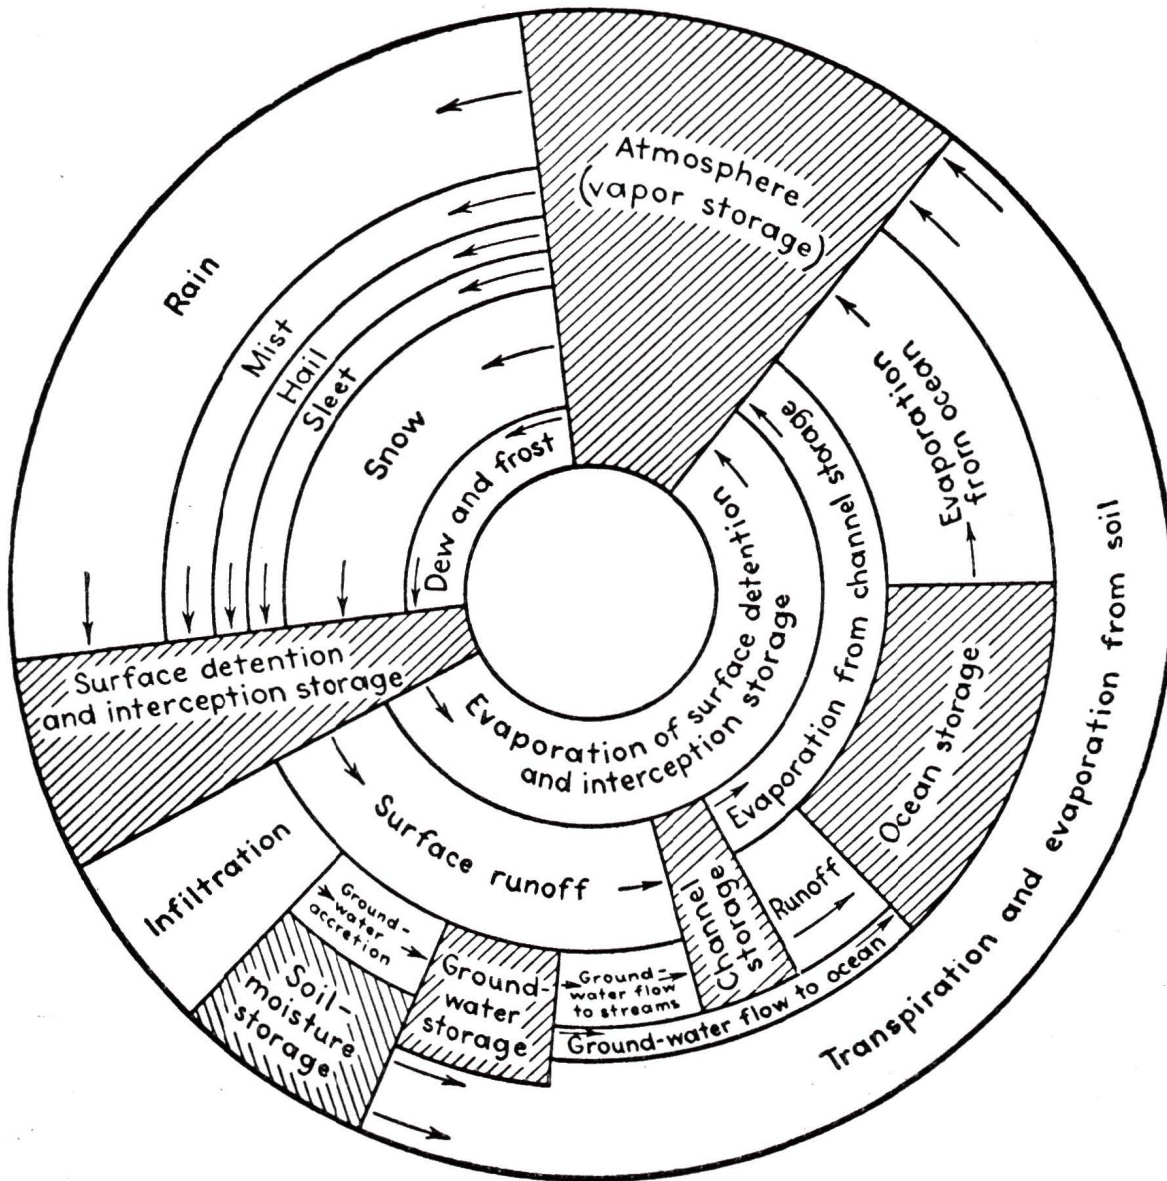 Atmosphere
(vapor storage)
Rain
Mist
Hail
Sleet
Snow
Dew and frost
Surface detention
and interception storage
Evaporation of surface detention
and interception storage
Evaporation from channel storage
Evaporation
from ocean
Ocean storage
Transpiration and evaporation from soil
Surface runoff
Infiltration
Ground-
water
accretion
Soil-
moisture
storage
Ground-
water
storage
Ground-
water flow
to streams
Channel
storage
Runoff
Ground-water flow to ocean